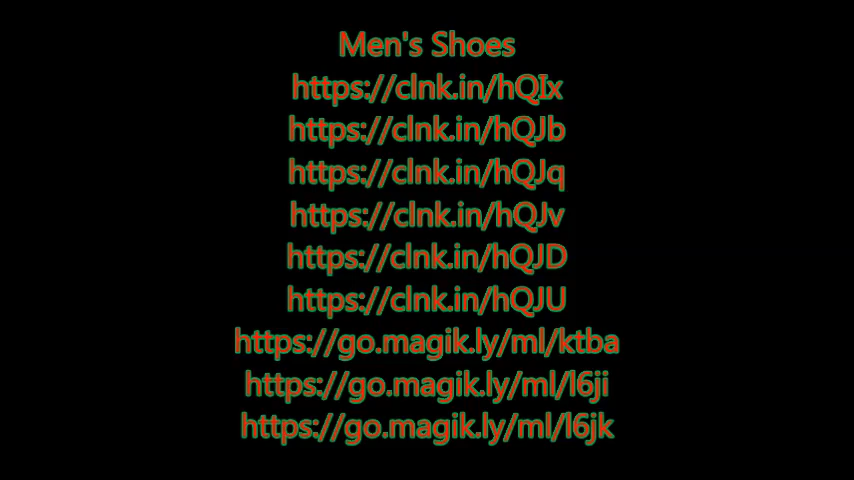 Men's Shoes
https://clnk.in/hQIx
https://clnk.in/hQJb
https://clnk.in/hQJq
https://clnk.in/hQJv
https://clnk.in/hQJD
https://clnk.in/hQJU
https://go.magik.ly/ml/ktba
https://go.magik.ly/ml/l6ji
https://go.magik.ly/ml/l6jk